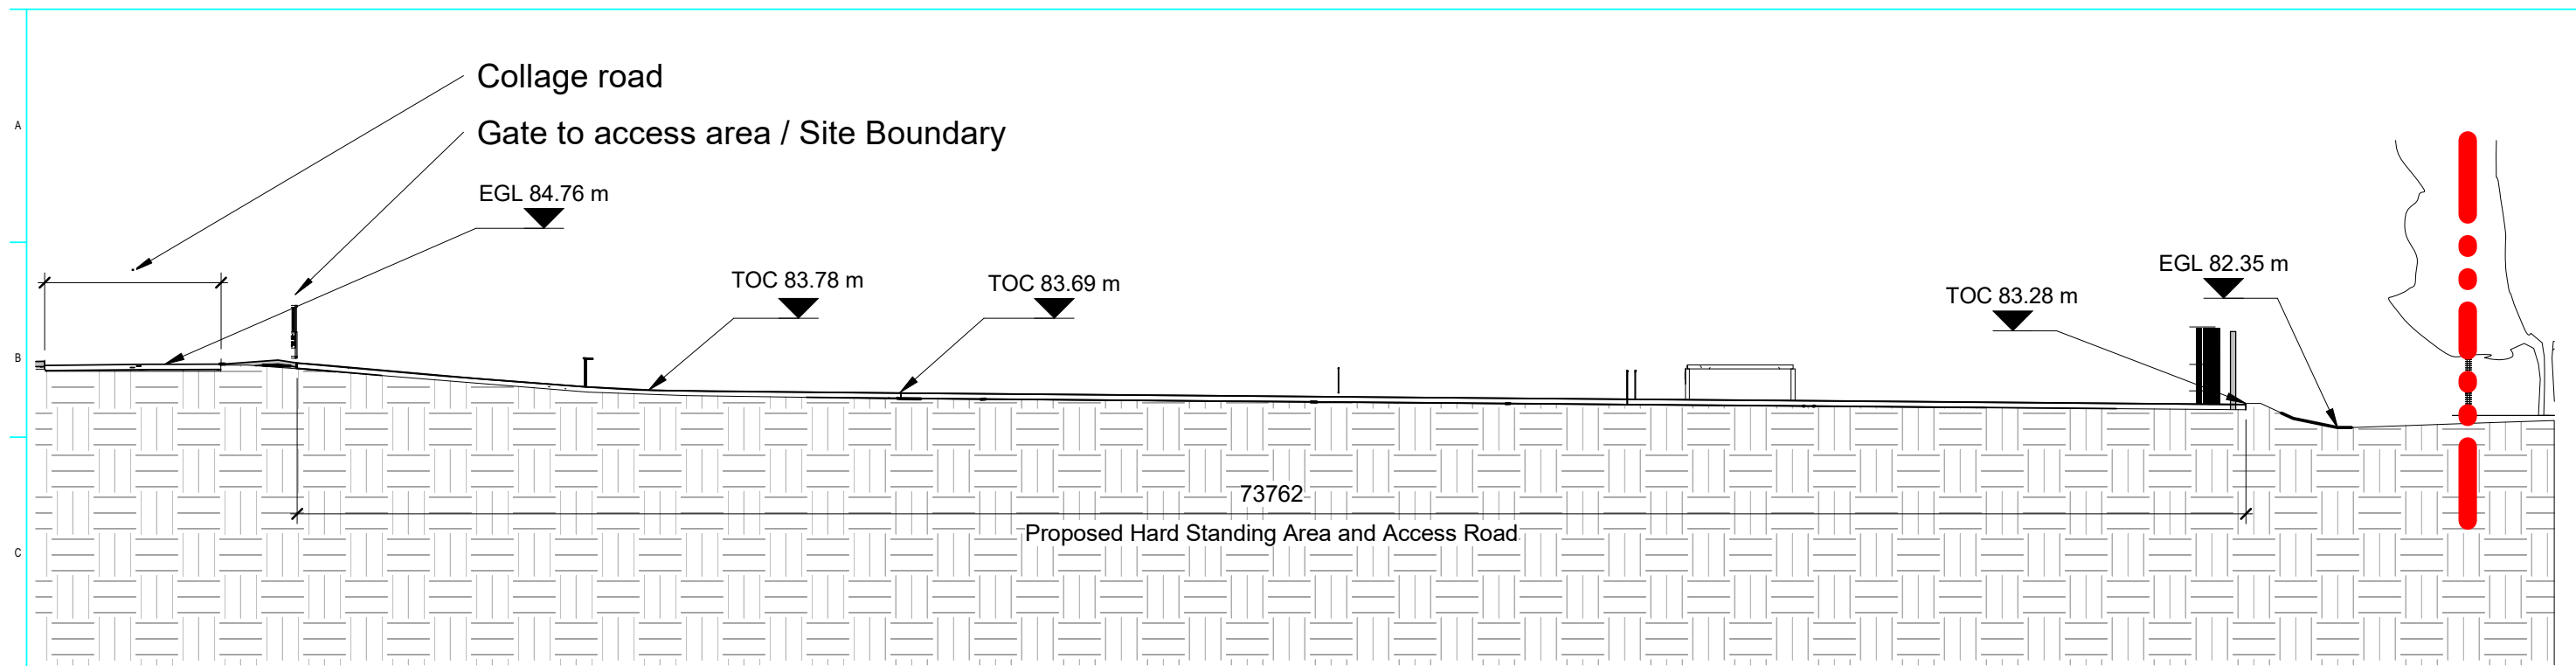 Collage road
A
Gate to access area / Site Boundary
EGL 84.76 m
EGL 82.35 m
TOC 83.78 m
TOC 83.69 m
TOC 83.28 m
B
73762
Proposed Hard Standing Area and Access Road
C